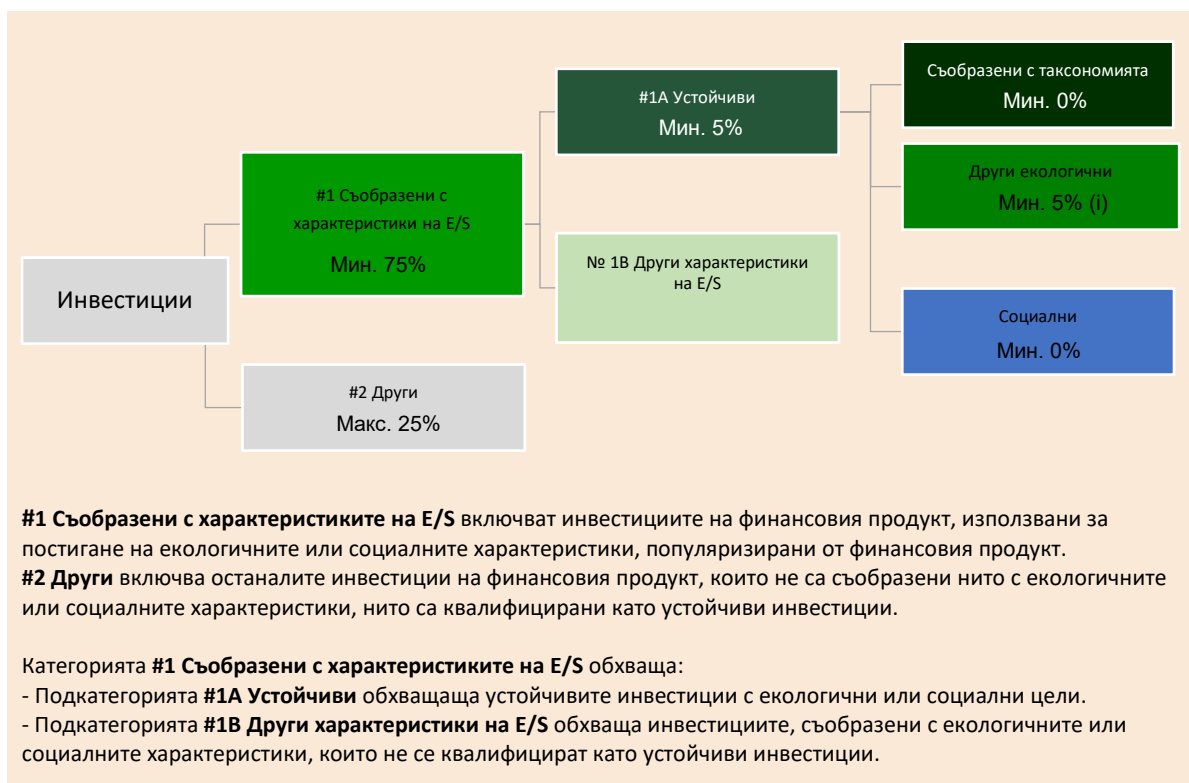 Инвестиции
#1 Съобразени с
характеристики на E/S
Мин. 75%
#2 Други
Макс. 25%
#1A Устойчиви
Мин. 5%
№ 1B Други характеристики
на E/S
Съобразени с таксономията
Мин. 0%
Други екологични
Мин. 5% (i)
Социални
Мин. 0%
#1 Съобразени с характеристиките на E/S включват инвестициите на финансовия продукт, използвани за
постигане на екологичните или социалните характеристики, популяризирани от финансовия продукт.
#2 Други включва останалите инвестиции на финансовия продукт, които не са съобразени нито с екологичните
или социалните характеристики, нито са квалифицирани като устойчиви инвестиции.
Категорията #1 Съобразени с характеристиките на E/S обхваща:
- Подкатегорията #1A Устойчиви обхващаща устойчивите инвестиции с екологични или социални цели.
- Подкатегорията #1B Други характеристики на E/S обхваща инвестициите, съобразени с екологичните или
социалните характеристики, които не се квалифицират като устойчиви инвестиции.